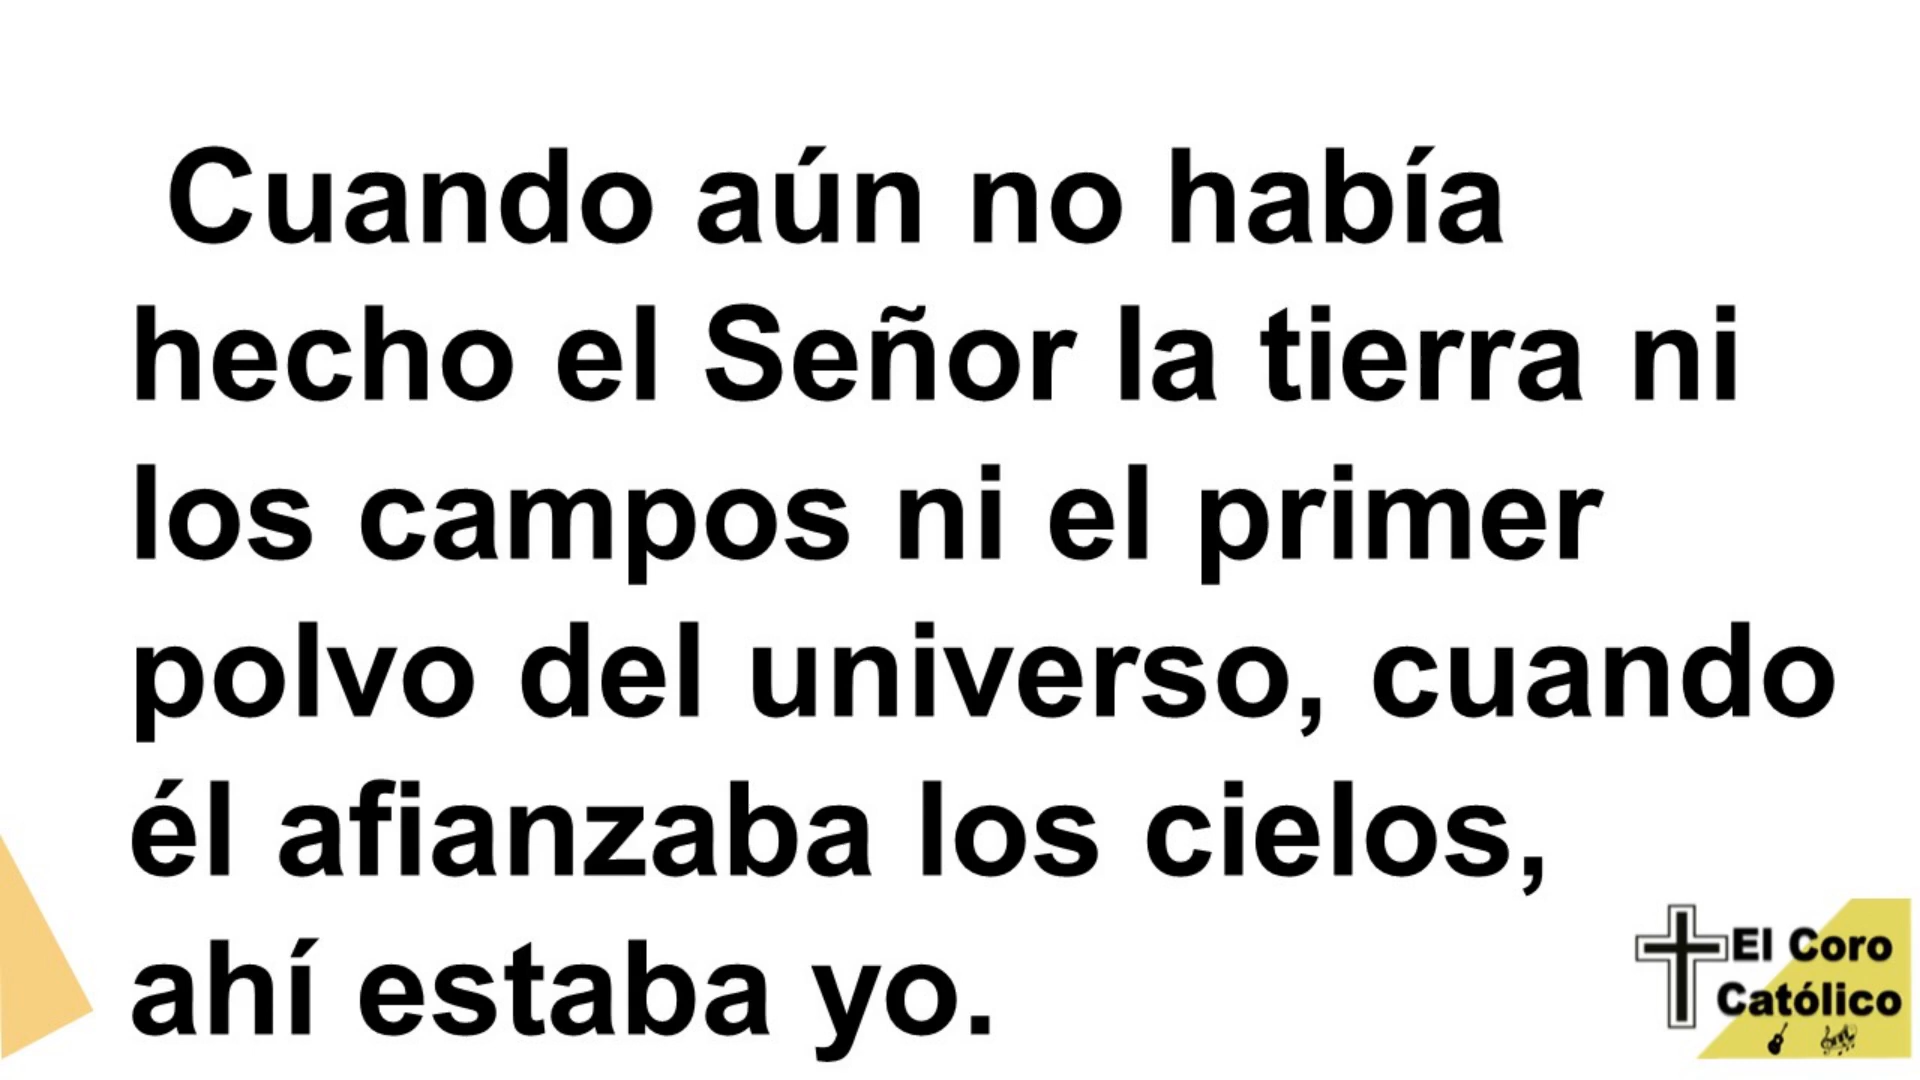 Cuando aún no había
hecho el Señor la tierra ni
los campos ni el primer
polvo del universo, cuando
él afianzaba los cielos,
ahí estaba yo.
El Coro
Católico